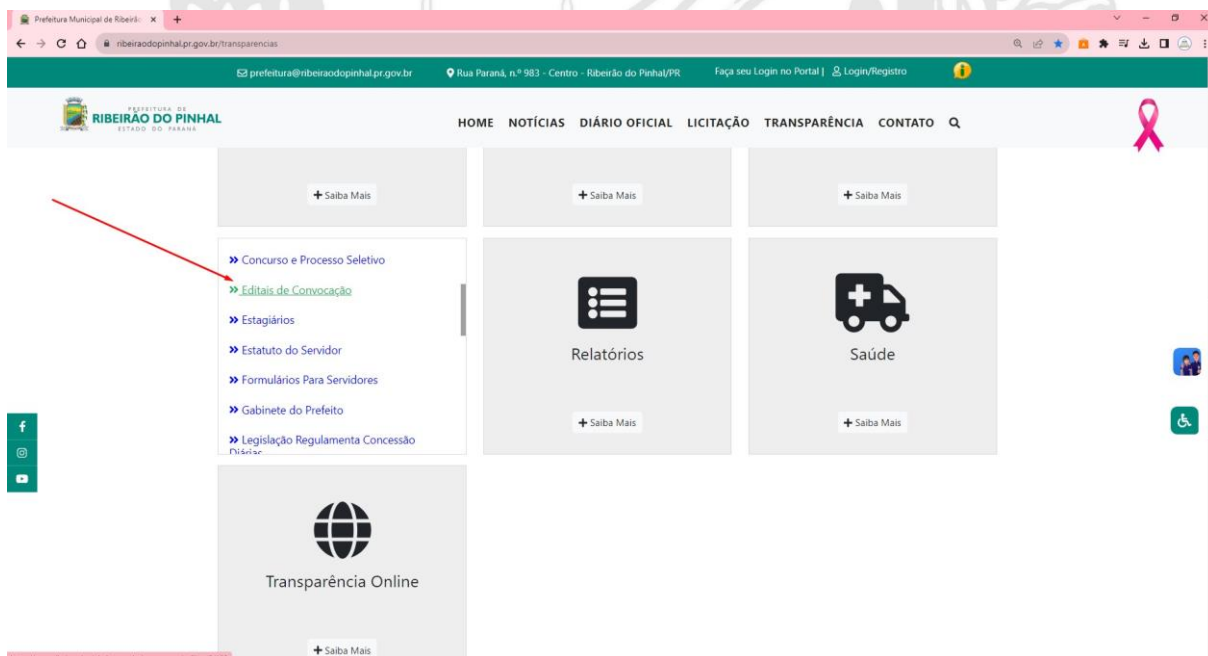 Prefeitura Municipal de Ribeirã
ribeiraodopinhal.pr.gov.br/transparencias
prefeitura@ribeiraodopinhal.pr.gov.br Rua Paraná, n.º 983 - Centro - Ribeirão do Pinhal/PR Faça seu Login no Portal | Login/Registro
PREFEITURA DE
RIBEIRÃO DO PINHAL
ESTADO DO PARANÁ
HOME NOTÍCIAS DIÁRIO OFICIAL LICITAÇÃO TRANSPARÊNCIA CONTATO
+ Saiba Mais + Saiba Mais + Saiba Mais
» Concurso e Processo Seletivo
» Editais de Convocação
» Estagiários
» Estatuto do Servidor
» Formulários Para Servidores
» Gabinete do Prefeito
» Legislação Regulamenta Concessão
Diárias
Relatórios
+ Saiba Mais
Saúde
+ Saiba Mais
Transparência Online
+ Saiba Mais